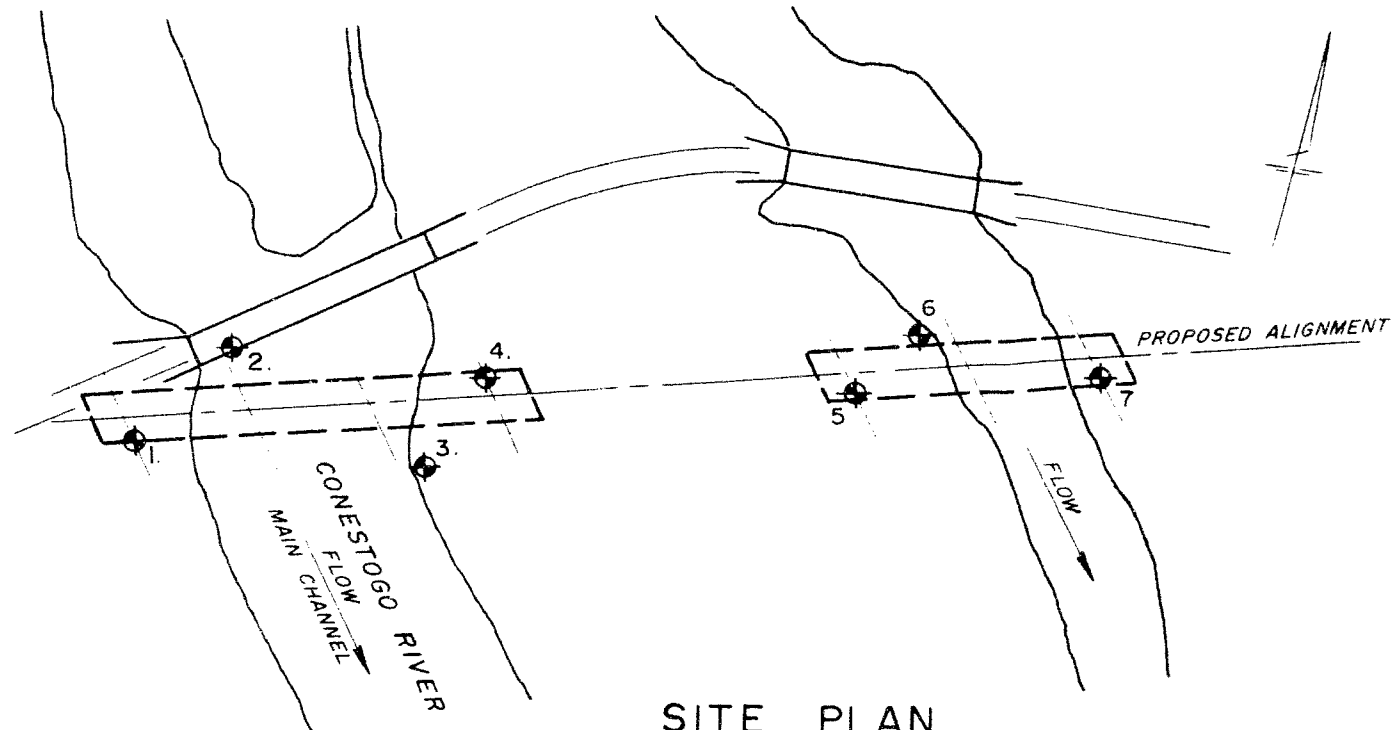 6
PROPOSED ALIGNMENT
2.
4.
5
7
1.
3.
CONESTOGO RIVER
FLOW
MAIN CHANNEL
FLOW
SITE PLAN